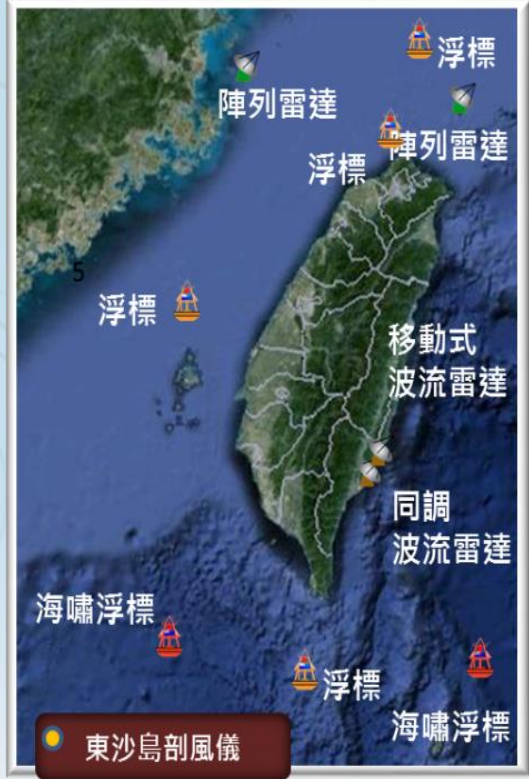 浮標
陣列雷達
陣列雷達
浮標
5
浮標
移動式
波流雷達
同調
波流雷達
海嘯浮標
浮標
海嘯浮標
東沙島剖風儀